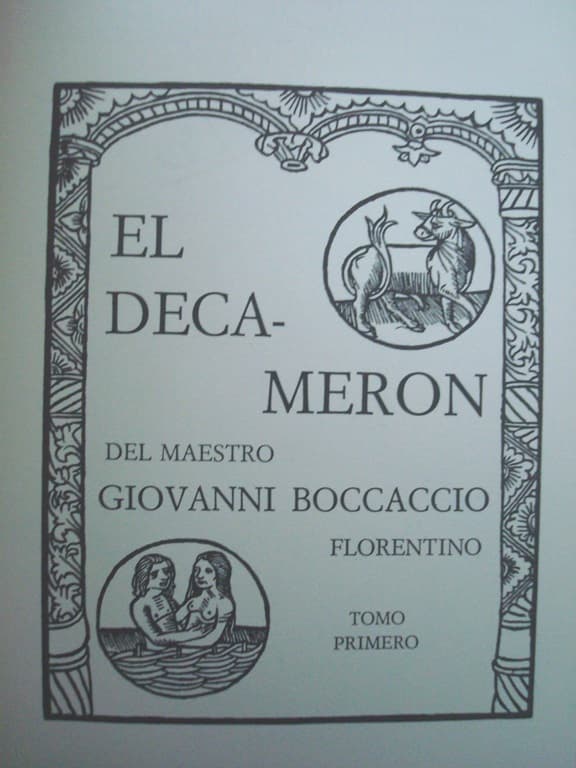 EL
DECA-
MERON
DEL MAESTRO
GIOVANNI BOCCACCIO
FLORENTINO
TOMO
PRIMERO